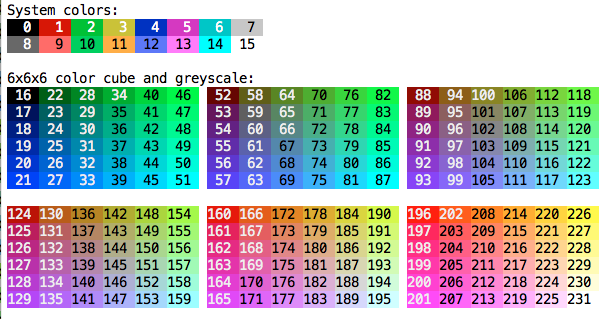 System colors:
0 1 2 3 4 5 6 7
8 9 10 11 12 13 14 15
6x6x6 color cube and greyscale:
16 22 28 34 40 46 52 58 64 70 76 82 88 94 100 106 112 118
17 23 29 35 41 47 53 59 65 71 77 83 89 95 101 107 113 119
18 24 30 36 42 48 54 60 66 72 78 84 90 96 102 108 114 120
19 25 31 37 43 49 55 61 67 73 79 85 91 97 103 109 115 121
20 26 32 38 44 50 56 62 68 74 80 86 92 98 104 110 116 122
21 27 33 39 45 51 57 63 69 75 81 87 93 99 105 111 117 123
124 130 136 142 148 154 160 166 172 178 184 190 196 202 208 214 220 226
125 131 137 143 149 155 161 167 173 179 185 191 197 203 209 215 221 227
126 132 138 144 150 156 162 168 174 180 186 192 198 204 210 216 222 228
127 133 139 145 151 157 163 169 175 181 187 193 199 205 211 217 223 229
128 134 140 146 152 158 164 170 176 182 188 194 200 206 212 218 224 230
129 135 141 147 153 159 165 171 177 183 189 195 201 207 213 219 225 231